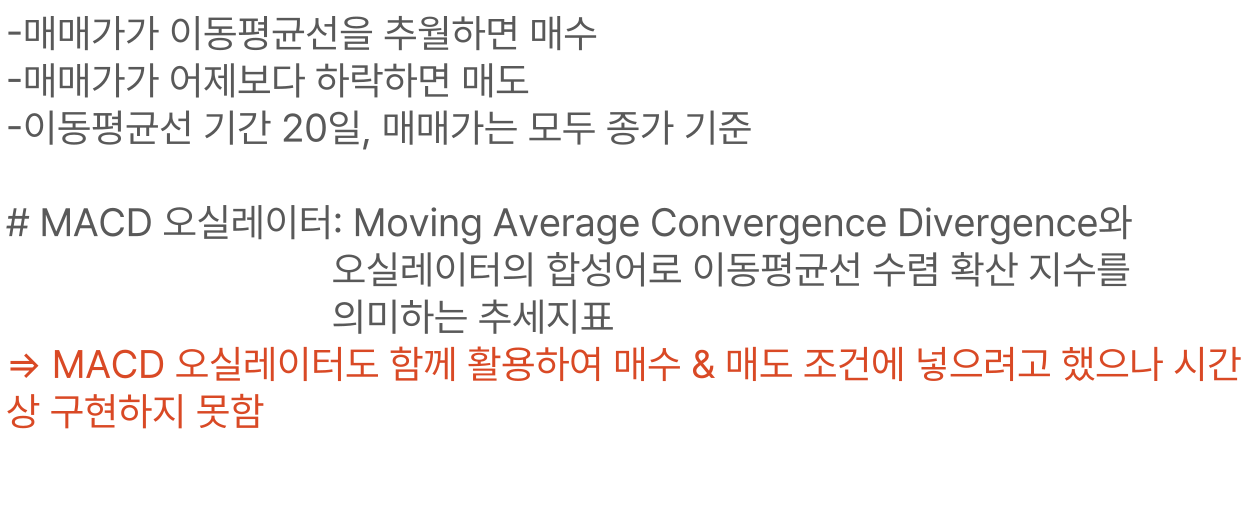 -매매가가 이동평균선을 추월하면 매수
-매매가가 어제보다 하락하면 매도
-이동평균선 기간 20일, 매매가는 모두 종가 기준
# MACD 오실레이터: Moving Average Convergence Divergence와
오실레이터의 합성어로 이동평균선 수렴 확산 지수를
의미하는 추세지표
⇒ MACD 오실레이터도 함께 활용하여 매수 & 매도 조건에 넣으려고 했으나 시간
상 구현하지 못함